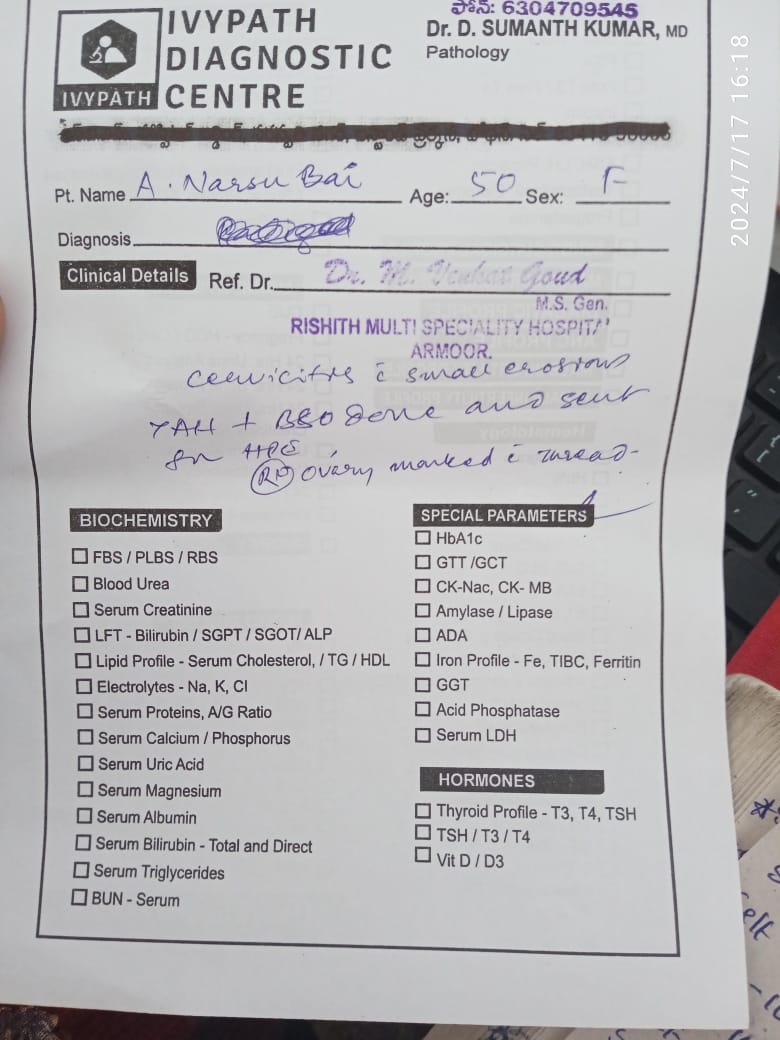 ఫోన్: 6304709545
IVYPATH
DIAGNOSTIC
CENTRE
IVYPATH
Dr. D. SUMANTH KUMAR, MD
Pathology
Pt. Name A. Narsu Bai Age: 50 Sex: F
Diagnosis
Clinical Details Ref. Dr. Dr. M. Venkat Goud
M.S. Gen.
RISHITH MULTI SPECIALITY HOSPITA
ARMOOR.
cervicitis c̄ small erosions
TAH + BSO done and sent
for HPE
(Rt) ovary marked c̄ thread.
BIOCHEMISTRY
FBS / PLBS / RBS
Blood Urea
Serum Creatinine
LFT - Bilirubin / SGPT / SGOT/ ALP
Lipid Profile - Serum Cholesterol, / TG / HDL
Electrolytes - Na, K, Cl
Serum Proteins, A/G Ratio
Serum Calcium / Phosphorus
Serum Uric Acid
Serum Magnesium
Serum Albumin
Serum Bilirubin - Total and Direct
Serum Triglycerides
BUN - Serum
SPECIAL PARAMETERS
HbA1c
GTT /GCT
CK-Nac, CK- MB
Amylase / Lipase
ADA
Iron Profile - Fe, TIBC, Ferritin
GGT
Acid Phosphatase
Serum LDH
HORMONES
Thyroid Profile - T3, T4, TSH
TSH / T3 / T4
Vit D / D3
2024/7/17 16:18